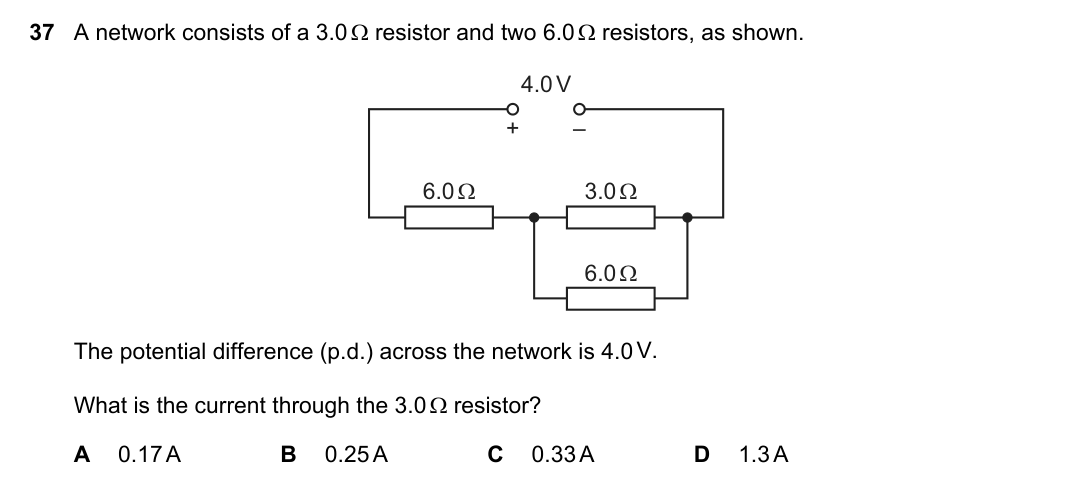 37 A network consists of a 3.0Ω resistor and two 6.0Ω resistors, as shown.
4.0V
+ –
6.0Ω 3.0Ω
6.0Ω
The potential difference (p.d.) across the network is 4.0V.
What is the current through the 3.0Ω resistor?
A 0.17A B 0.25A C 0.33A D 1.3A